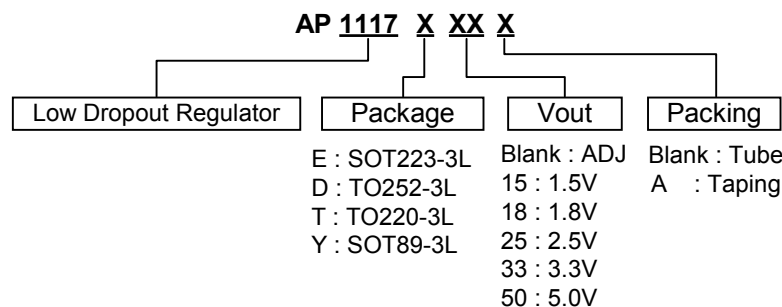 AP 1117 X XX X
Low Dropout Regulator Package Vout Packing
E : SOT223-3L
D : TO252-3L
T : TO220-3L
Y : SOT89-3L
Blank : ADJ
15 : 1.5V
18 : 1.8V
25 : 2.5V
33 : 3.3V
50 : 5.0V
Blank : Tube
A : Taping